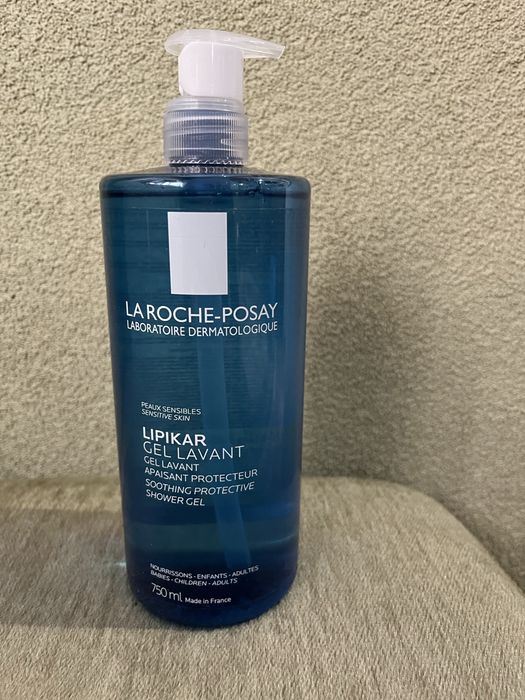 LA ROCHE-POSAY
LABORATOIRE DERMATOLOGIQUE
PEAUX SENSIBLES
SENSITIVE SKIN
LIPIKAR
GEL LAVANT
GEL LAVANT
APAISANT PROTECTEUR
SOOTHING PROTECTIVE
SHOWER GEL
NOURRISSONS - ENFANTS - ADULTES
BABIES - CHILDREN - ADULTS
750 ml Made in France